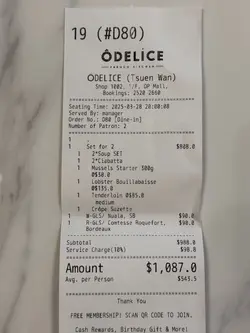 19 (#D80)
ÔDELICE
FRENCH KITCHEN
ÔDELICE (Tsuen Wan)
Shop 1002, 1/F, OP Mall,
Bookings: 2520 2660
Seating Time: 2025-03-28 20:00:08
Served By: manager
Order No.: D80 [Dine-in]
Number of Patron: 2
1 Set for 2 $808.0
1 2*Soup SET
1 2*Ciabatta
1 Mussels Starter 300g
@30.0
1 Lobster Bouillabaisse
@135.0
1 Tenderloin @85.0
medium
1 Crêpe Suzette
1 W-GLS/ Nuala, SB $90.0
1 R-GLS/ Comtesse Roquefort, $90.0
Bordeaux
Subtotal $988.0
Service Charge(10%) $98.8
Amount $1,087.0
Avg. per Person $543.5
Thank You
FREE MEMBERSHIP! SCAN QR CODE TO JOIN.
Cash Rewards, Birthday Gift & More!